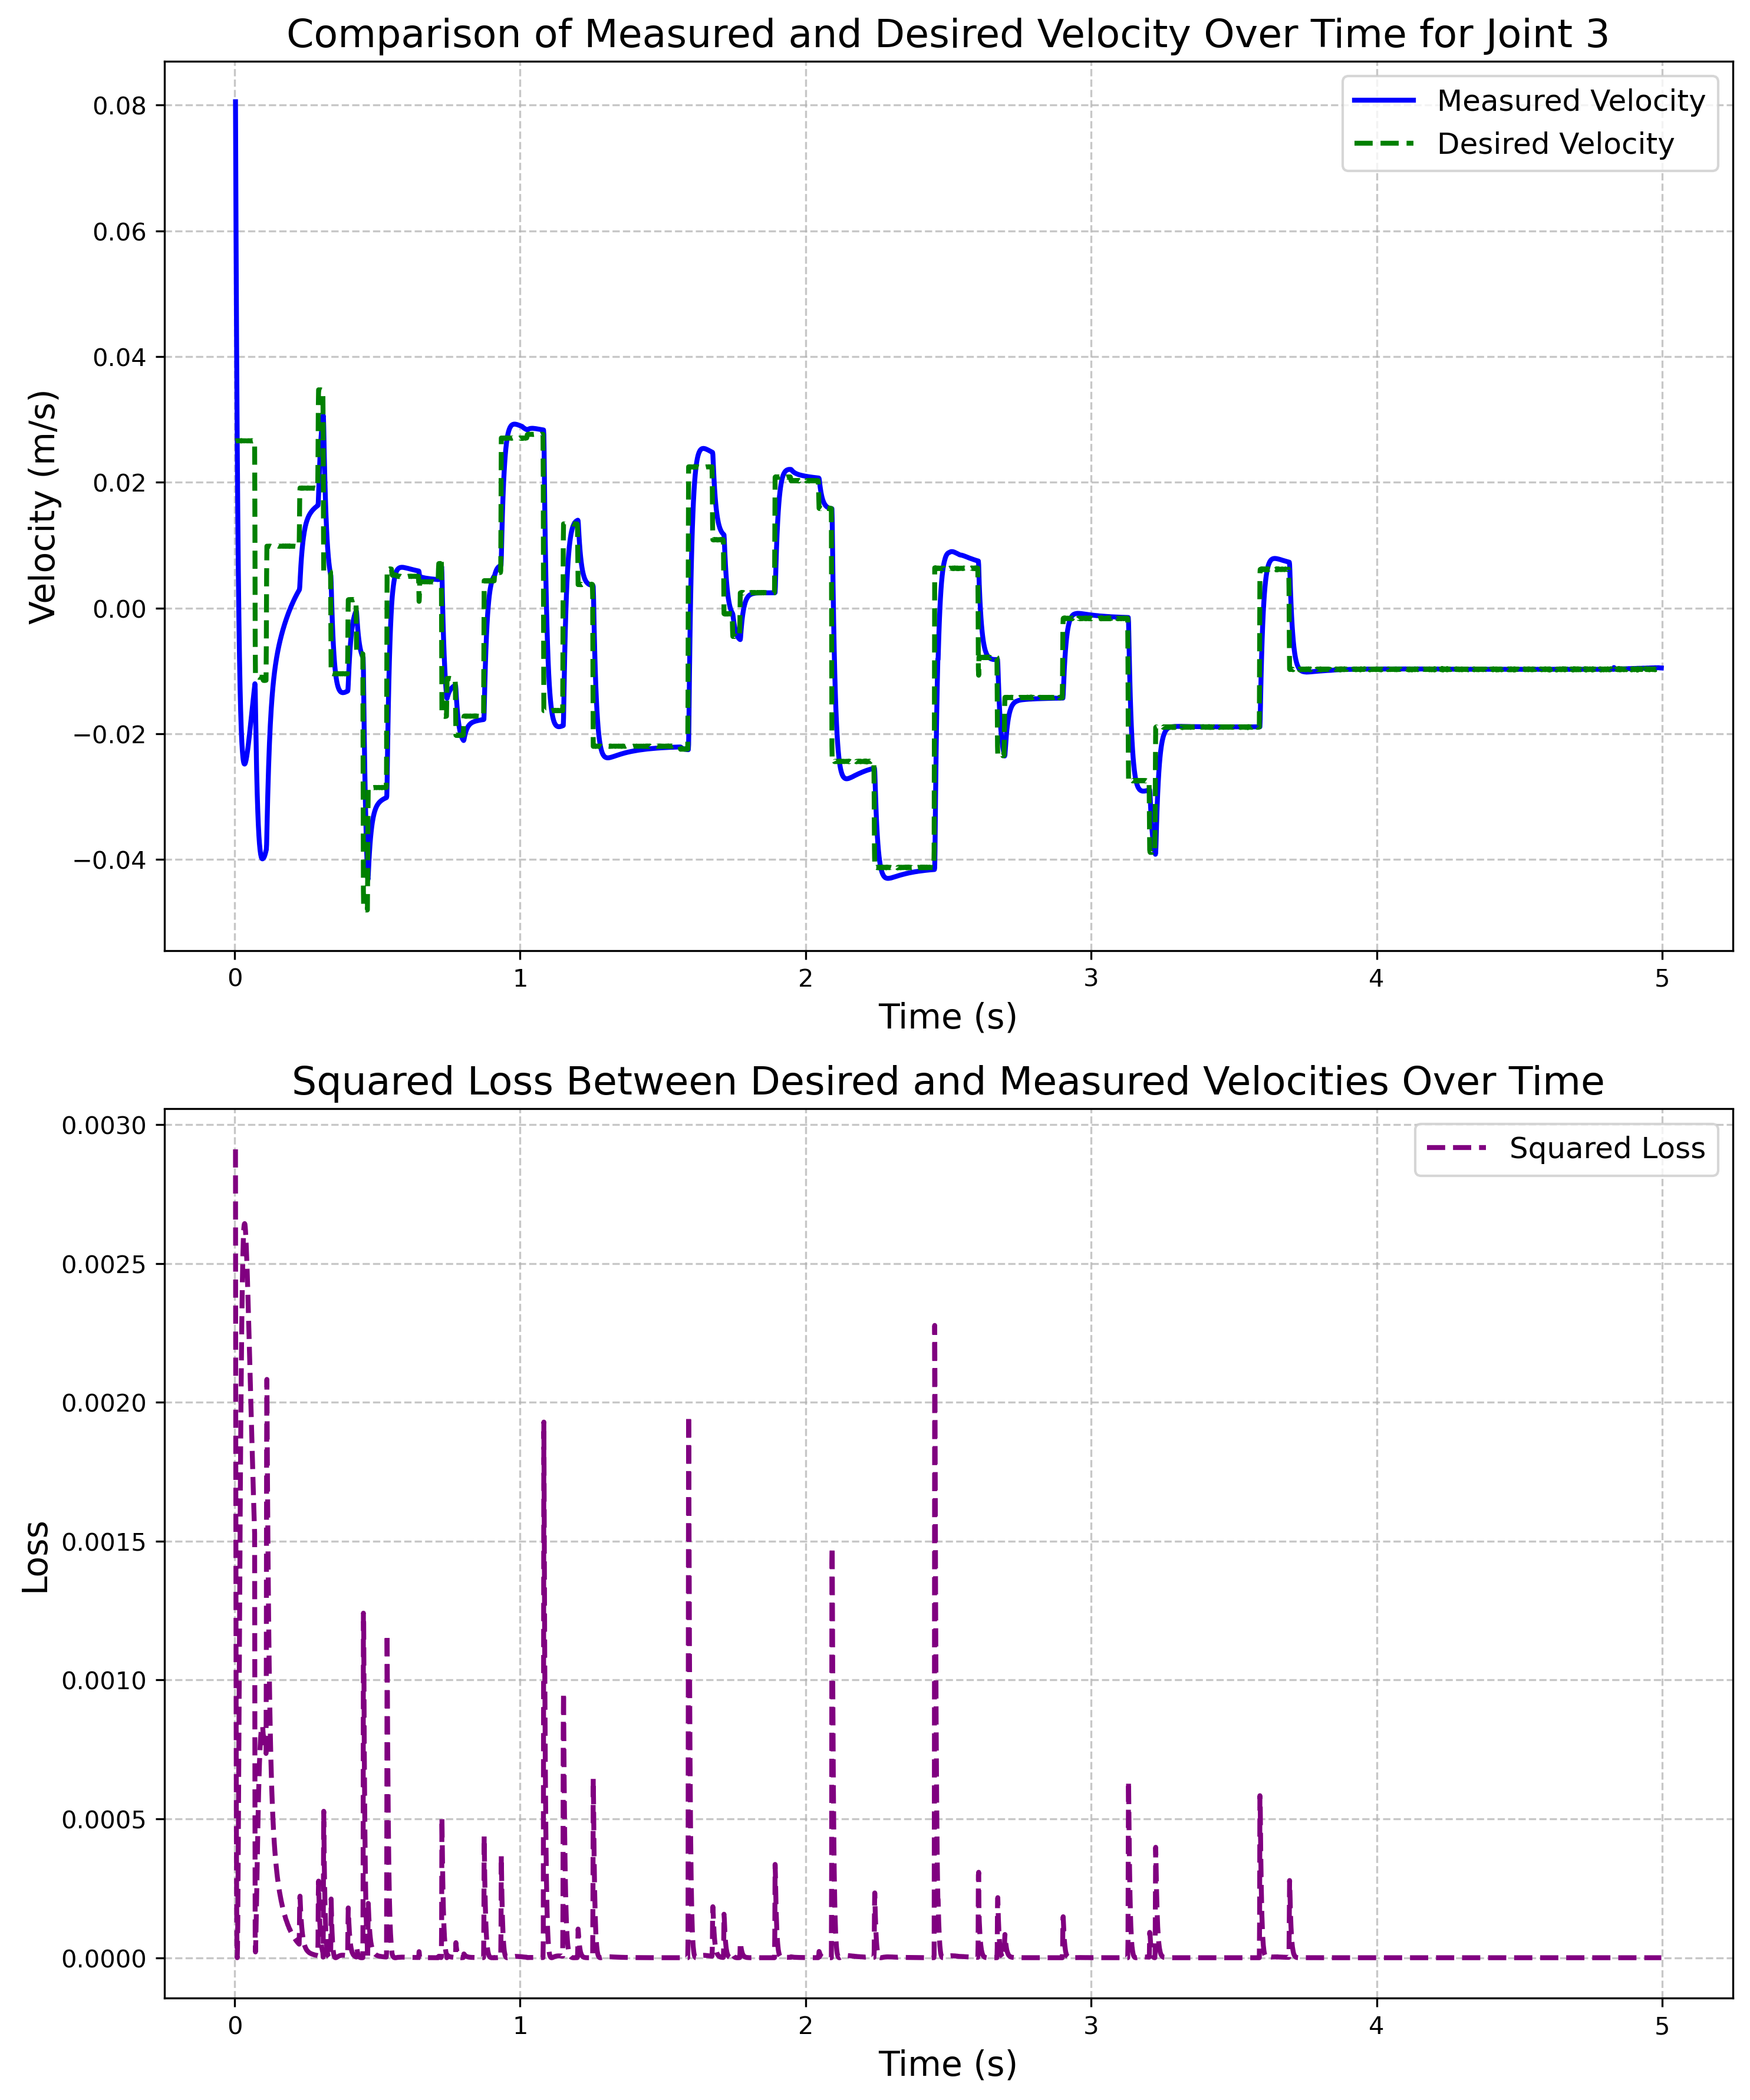 Comparison of Measured and Desired Velocity Over Time for Joint 3
Measured Velocity
Desired Velocity
0.08
0.06
0.04
0.02
0.00
−0.02
−0.04
Velocity (m/s)
0 1 2 3 4 5
Time (s)
Squared Loss Between Desired and Measured Velocities Over Time
Squared Loss
0.0030
0.0025
0.0020
0.0015
0.0010
0.0005
0.0000
Loss
0 1 2 3 4 5
Time (s)